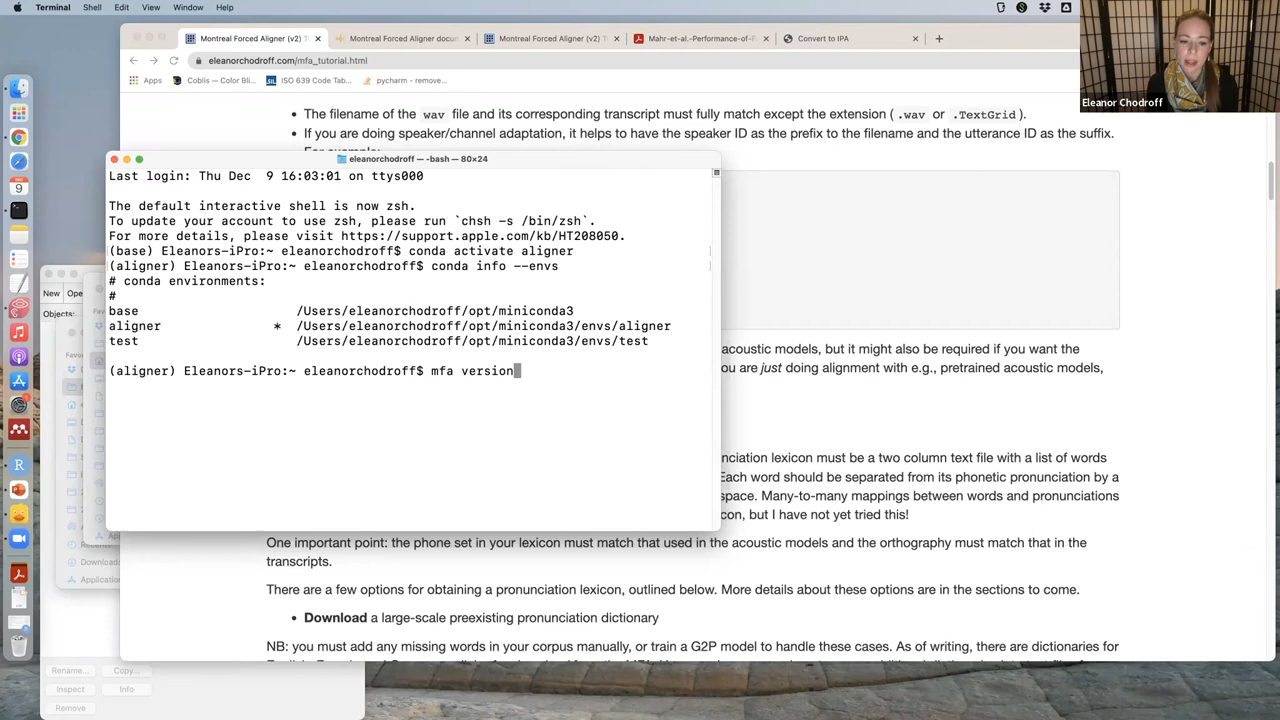 Terminal Shell Edit View Window Help
Montreal Forced Aligner (v2) T
Montreal Forced Aligner docum
Montreal Forced Aligner (v2) T
Mahr-et-al.-Performance-of-F
Convert to IPA
eleanorchodroff.com/mfa_tutorial.html
Apps
Coblis — Color Bli...
ISO 639 Code Tab...
pycharm - remove...
Eleanor Chodroff
The filename of the wav file and its corresponding transcript must fully match except the extension ( .wav or .TextGrid ).
If you are doing speaker/channel adaptation, it helps to have the speaker ID as the prefix to the filename and the utterance ID as the suffix.
eleanorchodroff — -bash — 80×24
Last login: Thu Dec 9 16:03:01 on ttys000
The default interactive shell is now zsh.
To update your account to use zsh, please run `chsh -s /bin/zsh`.
For more details, please visit https://support.apple.com/kb/HT208050.
(base) Eleanors-iPro:~ eleanorchodroff$ conda activate aligner
(aligner) Eleanors-iPro:~ eleanorchodroff$ conda info --envs
# conda environments:
#
base /Users/eleanorchodroff/opt/miniconda3
aligner * /Users/eleanorchodroff/opt/miniconda3/envs/aligner
test /Users/eleanorchodroff/opt/miniconda3/envs/test
(aligner) Eleanors-iPro:~ eleanorchodroff$ mfa version
New Ope
Objects:
Favor
acoustic models, but it might also be required if you want the
ou are just doing alignment with e.g., pretrained acoustic models,
nciation lexicon must be a two column text file with a list of words
Each word should be separated from its phonetic pronunciation by a
space. Many-to-many mappings between words and pronunciations
con, but I have not yet tried this!
One important point: the phone set in your lexicon must match that used in the acoustic models and the orthography must match that in the
transcripts.
Recents
Downloads
Application
There are a few options for obtaining a pronunciation lexicon, outlined below. More details about these options are in the sections to come.
Download a large-scale preexisting pronunciation dictionary
NB: you must add any missing words in your corpus manually, or train a G2P model to handle these cases. As of writing, there are dictionaries for
Rename... Copy...
Inspect Info
Remove